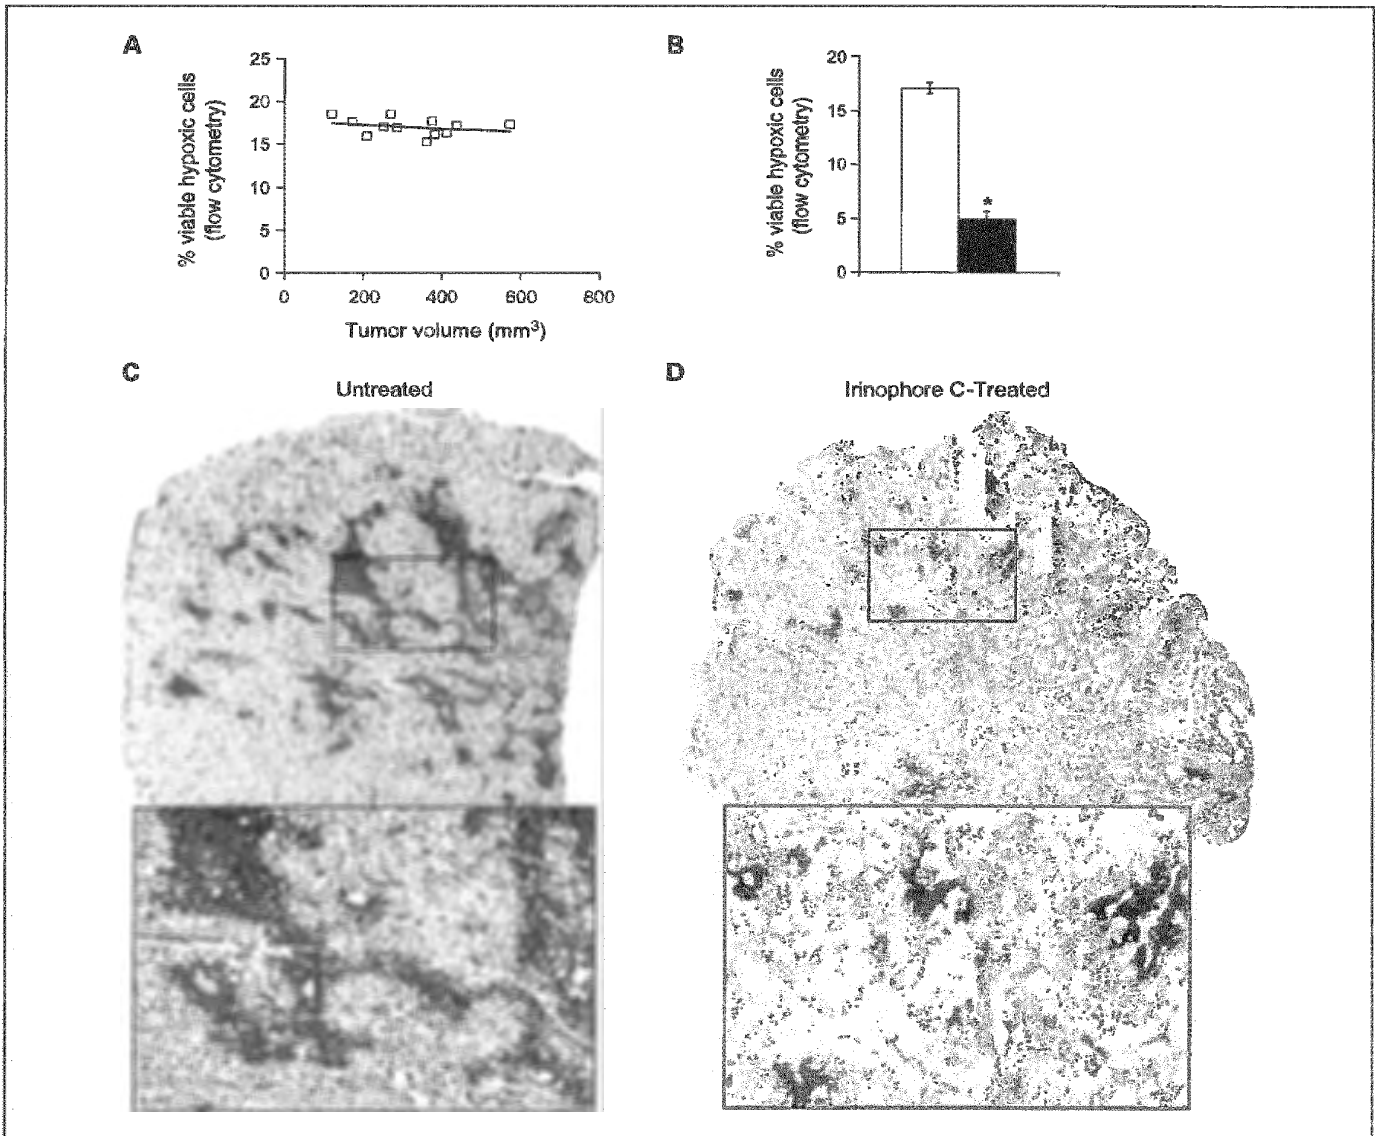 A
25
20
15
10
5
0
0 200 400 600 800
% viable hypoxic cells
(flow cytometry)
Tumor volume (mm³)
B
20
15
10
5
0
*
% viable hypoxic cells
(flow cytometry)
C
Untreated
D
Irinophore C-Treated